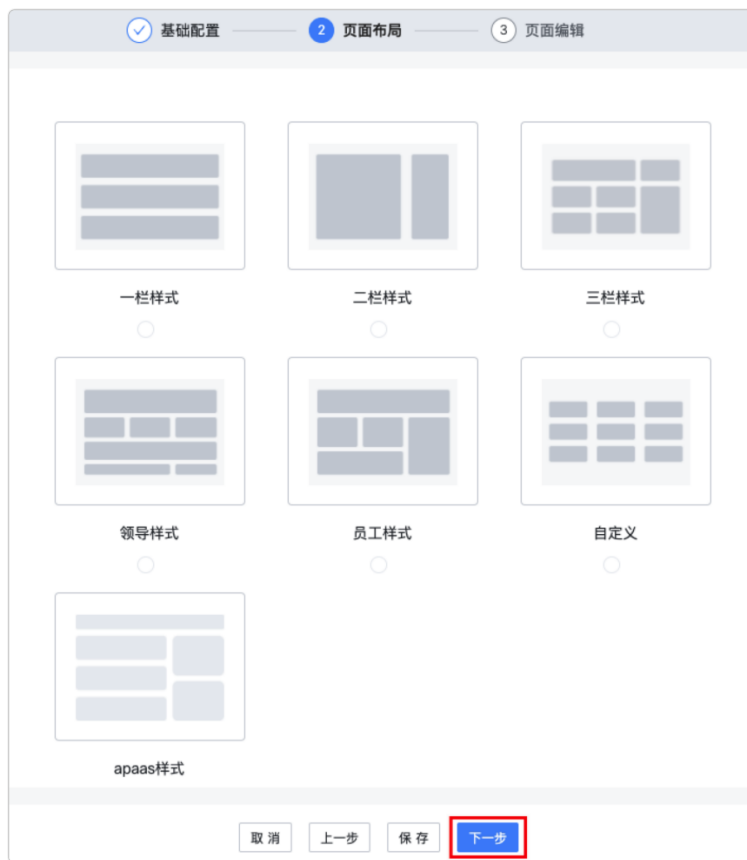 基础配置 2 页面布局 3 页面编辑
一栏样式 二栏样式 三栏样式
领导样式 员工样式 自定义
apaas样式
取 消 上一步 保 存 下一步